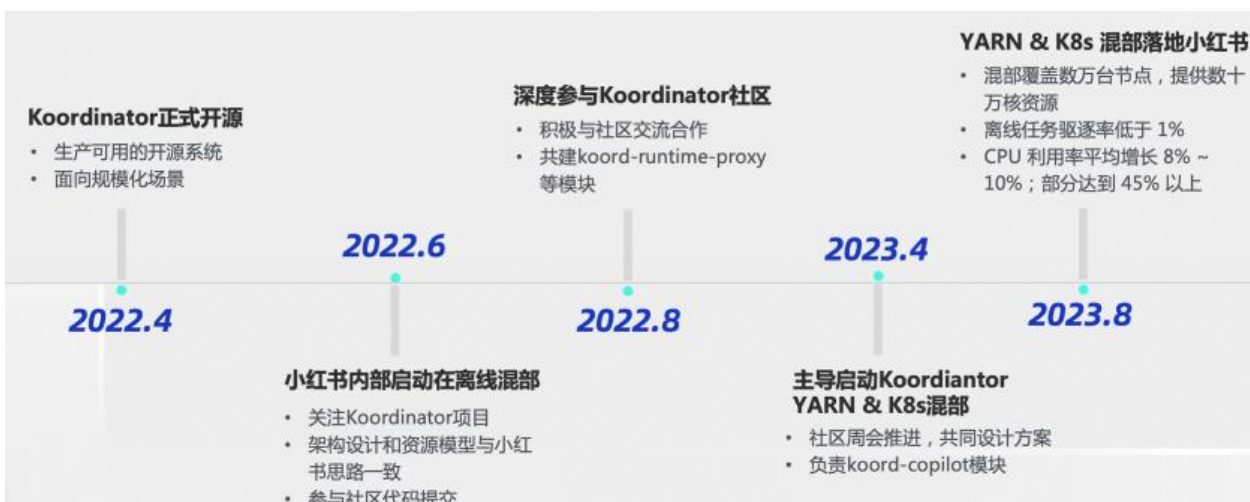 Koordinator正式开源
• 生产可用的开源系统
• 面向规模化场景
2022.4
2022.6
小红书内部启动在离线混部
• 关注Koordinator项目
• 架构设计和资源模型与小红
书思路一致
• 参与社区代码提交
深度参与Koordinator社区
• 积极与社区交流合作
• 共建koord-runtime-proxy
等模块
2022.8
2023.4
主导启动Koordiantor
YARN & K8s混部
• 社区周会推进，共同设计方案
• 负责koord-copilot模块
YARN & K8s 混部落地小红书
• 混部覆盖数万台节点，提供数十
万核资源
• 离线任务驱逐率低于 1%
• CPU 利用率平均增长 8% ~
10%；部分达到 45% 以上
2023.8